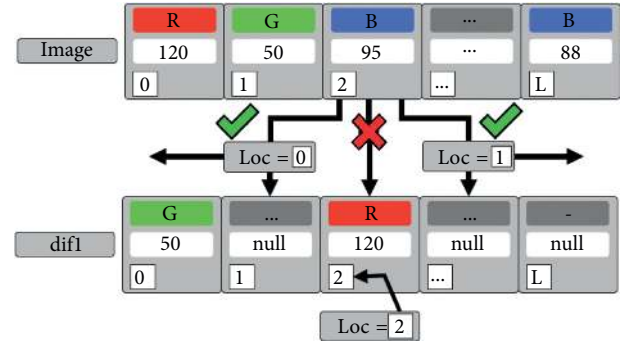 R G B ... B
Image 120 50 95 ... 88
0 1 2 ... L
Loc = 0 Loc = 1
G ... R ... -
dif1 50 null 120 null null
0 1 2 ... L
Loc = 2